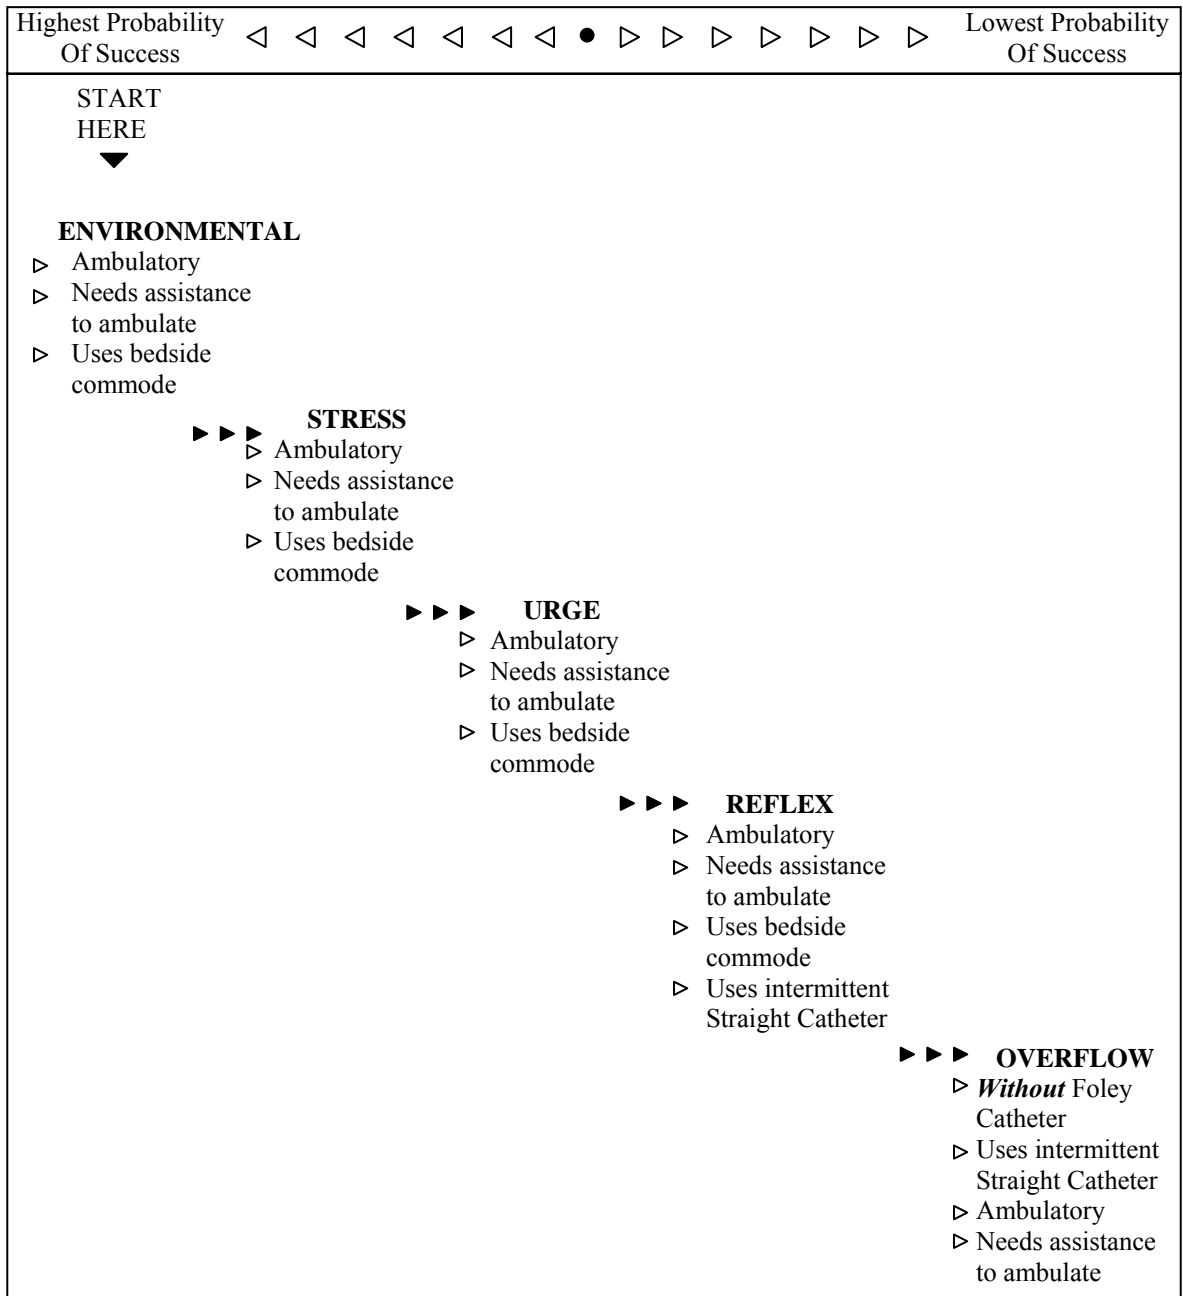 Highest Probability
Of Success
Lowest Probability
Of Success
START
HERE
ENVIRONMENTAL
Ambulatory
Needs assistance
to ambulate
Uses bedside
commode
STRESS
Ambulatory
Needs assistance
to ambulate
Uses bedside
commode
URGE
Ambulatory
Needs assistance
to ambulate
Uses bedside
commode
REFLEX
Ambulatory
Needs assistance
to ambulate
Uses bedside
commode
Uses intermittent
Straight Catheter
OVERFLOW
Without Foley
Catheter
Uses intermittent
Straight Catheter
Ambulatory
Needs assistance
to ambulate